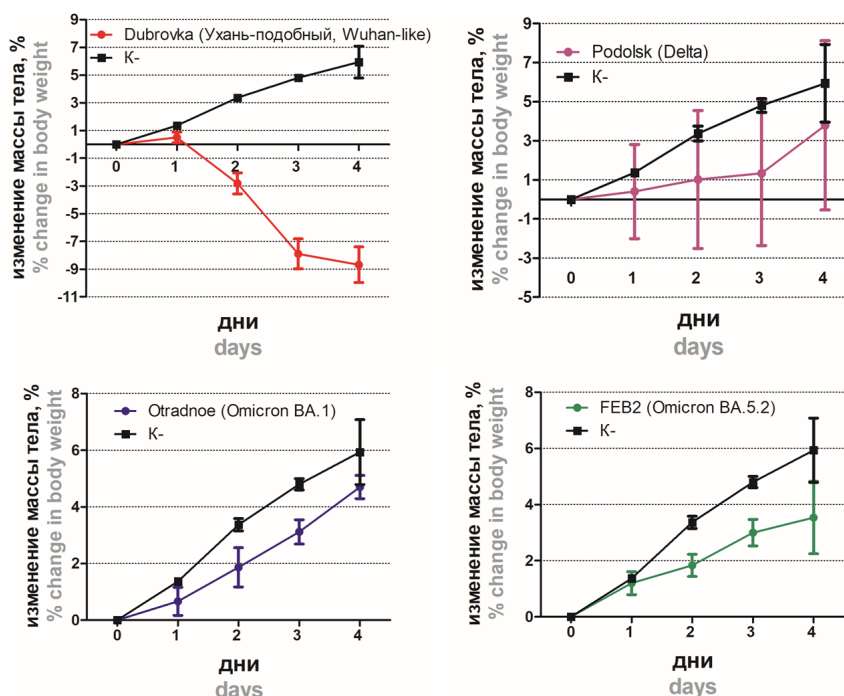 изменение массы тела, %
% change in body weight
9
7
5
3
1
-1
-3
-5
-7
-9
-11
Dubrovka (Ухань-подобный, Wuhan-like)
К-
0
1
2
3
4
дни
days
изменение массы тела, %
% change in body weight
9
7
5
3
1
-1
-3
-5
Podolsk (Delta)
К-
0
1
2
3
4
дни
days
изменение массы тела, %
% change in body weight
8
6
4
2
0
Otradnoe (Omicron BA.1)
К-
0
1
2
3
4
дни
days
изменение массы тела, %
% change in body weight
8
6
4
2
0
FEB2 (Omicron BA.5.2)
К-
0
1
2
3
4
дни
days